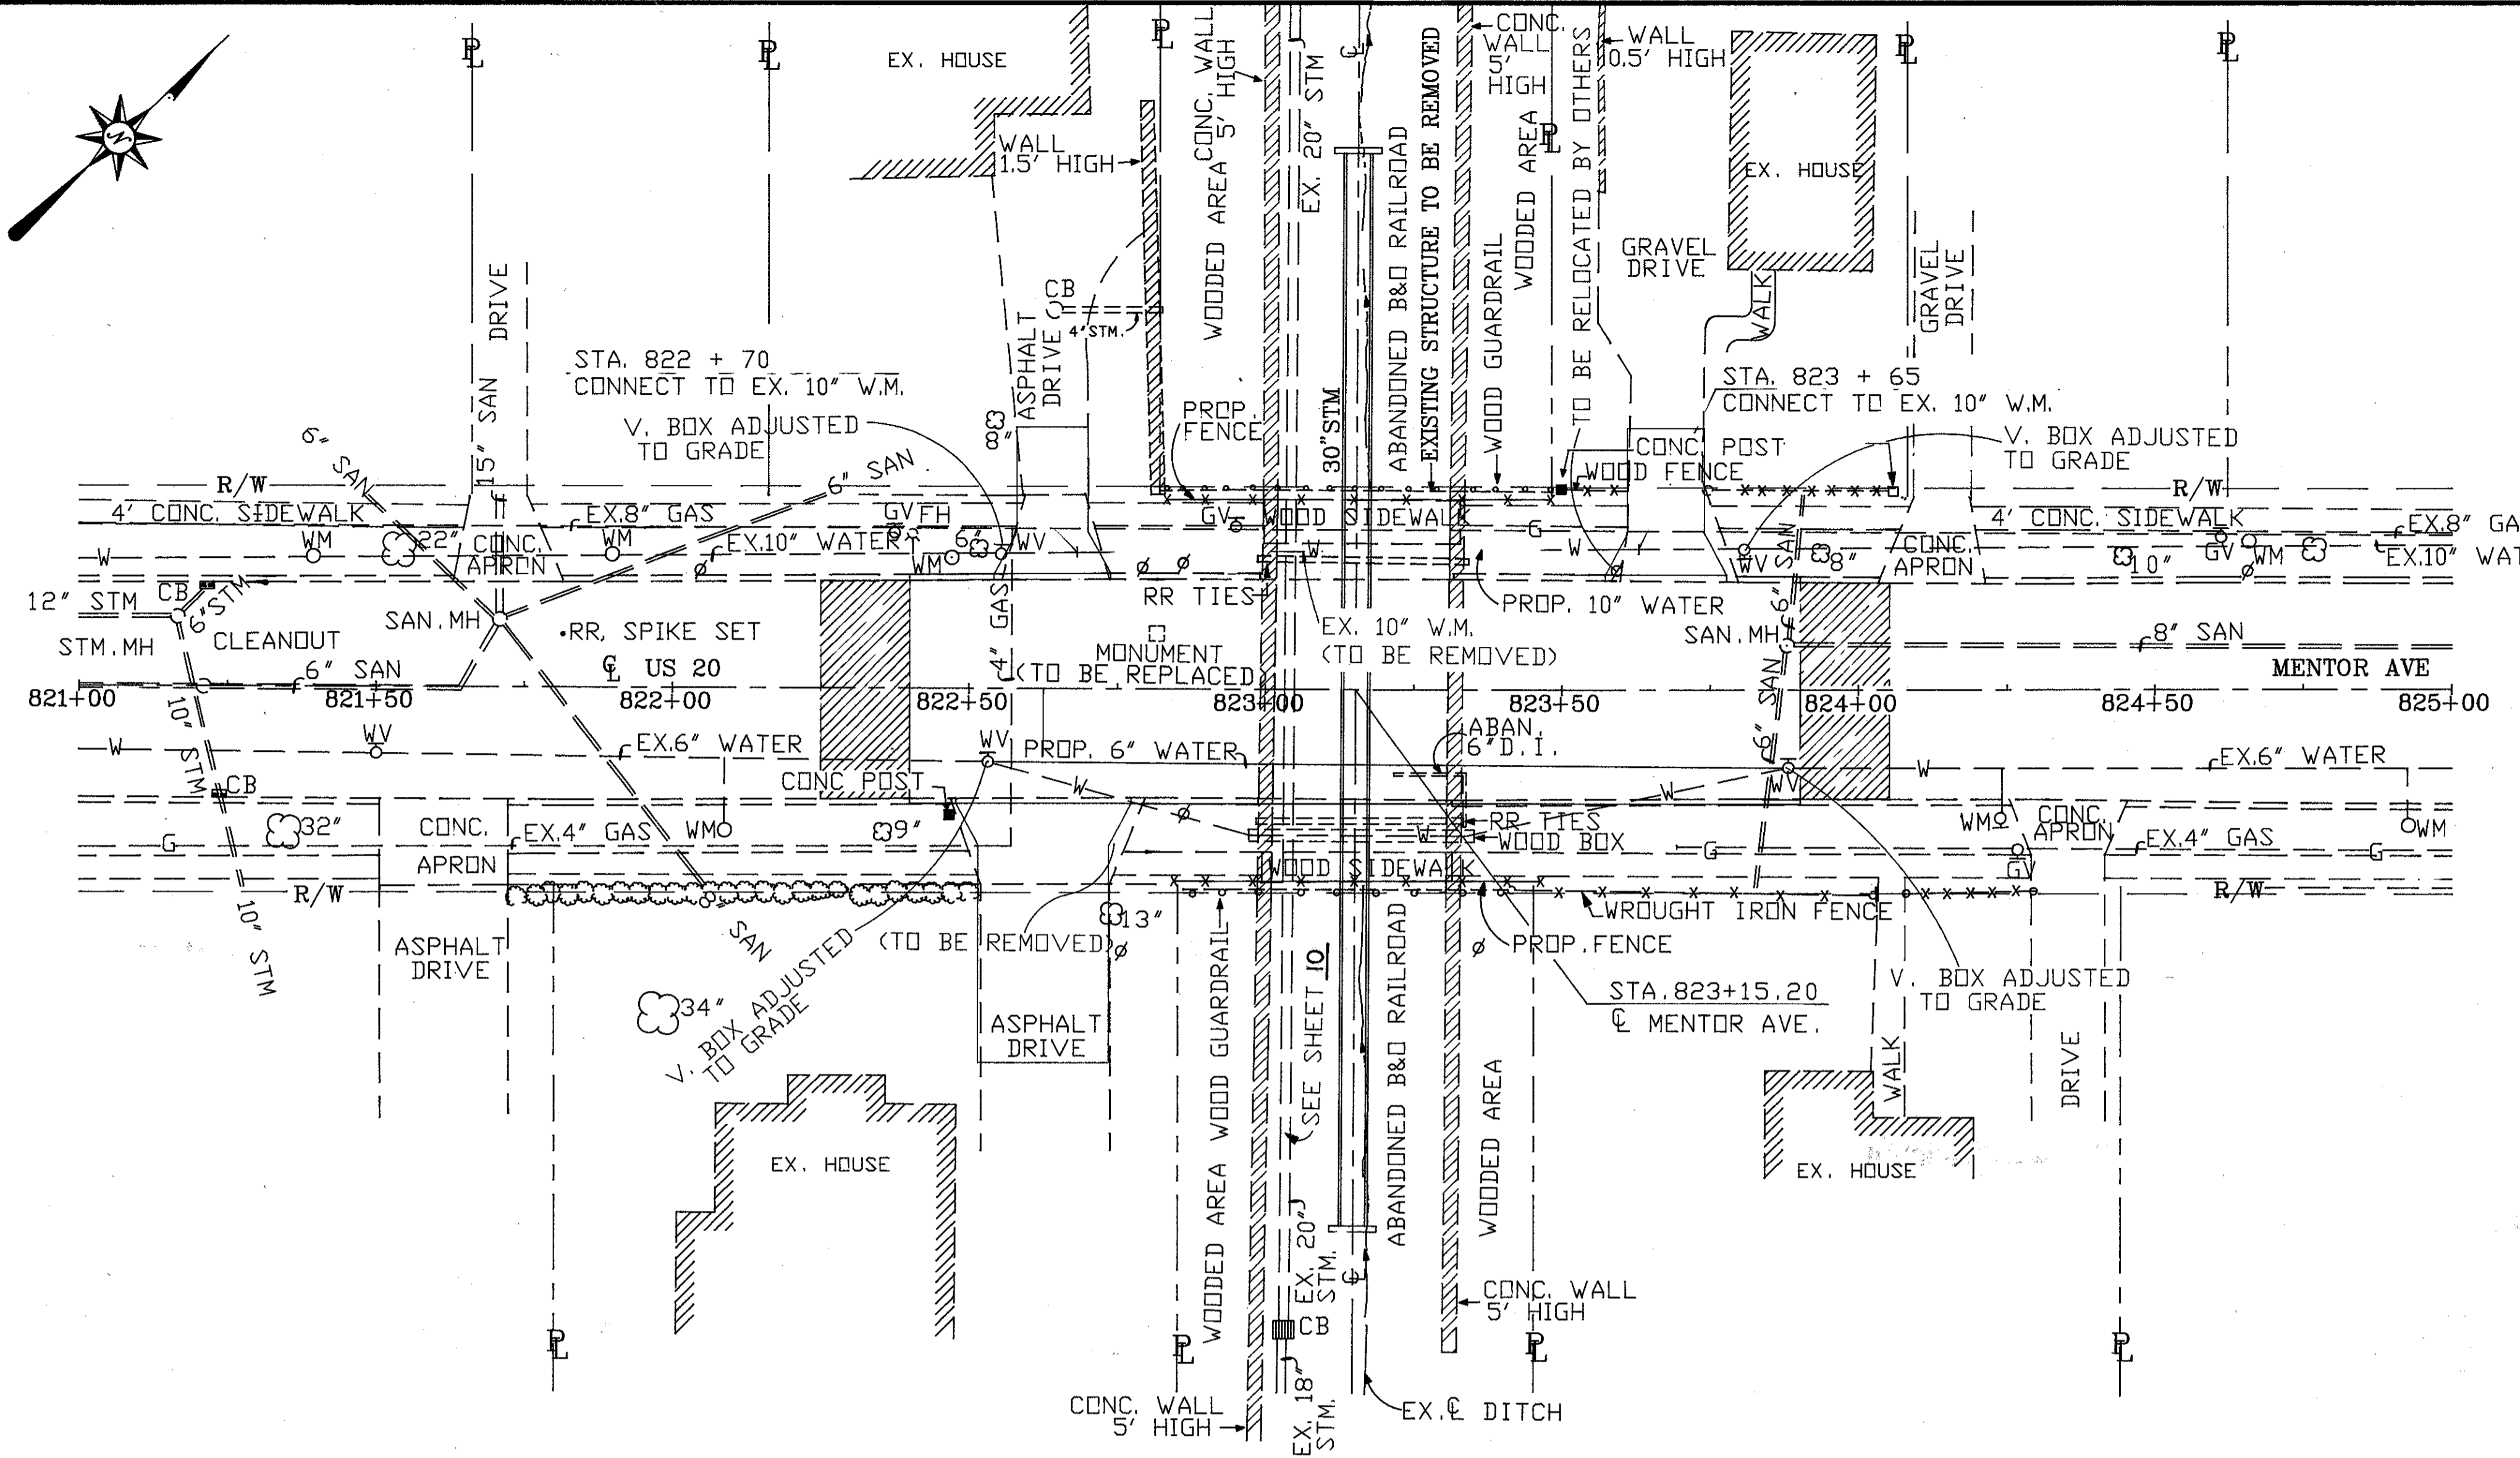 P L
P L
P L
P L
P L
P L
N
EX. HOUSE
WALL
1.5' HIGH
WOODED AREA
CONC. WALL
5' HIGH
EX. 20" STM
ABANDONED B&O RAILROAD
EXISTING STRUCTURE TO BE REMOVED
CONC.
WALL
5'
HIGH
WOOD GUARDRAIL
WOODED AREA
TO BE RELOCATED BY OTHERS
WALL
0.5' HIGH
EX. HOUSE
GRAVEL
DRIVE
WALK
GRAVEL
DRIVE
15" SAN
DRIVE
CB
4" STM.
ASPHALT
DRIVE
STA. 822 + 70
CONNECT TO EX. 10" W.M.
V. BOX ADJUSTED
TO GRADE
8"
PROP.
FENCE
30" STM
STA. 823 + 65
CONNECT TO EX. 10" W.M.
CONC POST
WOOD FENCE
V. BOX ADJUSTED
TO GRADE
6" SAN
6" SAN.
R/W
R/W
4' CONC. SIDEWALK
EX.8" GAS
GV
FH
GV
WOOD SIDEWALK
G
4' CONC. SIDEWALK
EX.8" GA
W
WM
22"
CONC.
APRON
WM
EX.10" WATER
WM
6"
WV
W
W
WV
SAN
8"
CONC.
APRON
10"
GV
WM
EX.10" WAT
12" STM
CB
6" STM
STM.MH
CLEANOUT
SAN.MH
RR, SPIKE SET
4" GAS
RR TIES
PROP. 10" WATER
EX. 10" W.M.
(TO BE REMOVED)
MONUMENT
(TO BE REPLACED
6"
SAN.MH
8" SAN
6" SAN
℄ US 20
6" SAN
MENTOR AVE
821+00
821+50
822+00
822+50
823+00
823+50
824+00
824+50
825+00
10" STM
W
WV
EX.6" WATER
WV
PROP. 6" WATER
ABAN.
6" D.I.
W
EX.6" WATER
CB
CONC POST
W
W
WV
32"
CONC.
APRON
EX.4" GAS
WM
9"
G
RR TIES
W
WOOD BOX
G
WM
CONC.
APRON
GV
EX.4" GAS
G
WM
R/W
WOOD SIDEWALK
R/W
10" STM
ASPHALT
DRIVE
SAN
(TO BE REMOVED)
13"
WROUGHT IRON FENCE
PROP.FENCE
34"
V. BOX ADJUSTED
TO GRADE
ASPHALT
DRIVE
WOODED AREA WOOD GUARDRAIL
SEE SHEET 10
ABANDONED B&O RAILROAD
WOODED AREA
STA.823+15.20
℄ MENTOR AVE.
V. BOX ADJUSTED
TO GRADE
WALK
DRIVE
EX. HOUSE
EX. HOUSE
EX. 20"
STM.
℄
CB
CONC. WALL
5' HIGH
P L
P L
P L
P L
CONC. WALL
5' HIGH
EX. 18"
STM.
EX.℄ DITCH